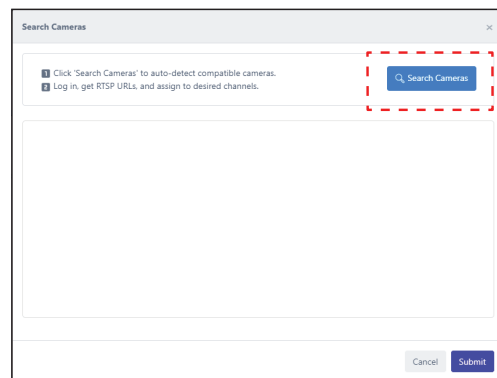 Search Cameras ×
1 Click 'Search Cameras' to auto-detect compatible cameras.
2 Log in, get RTSP URLs, and assign to desired channels.
Search Cameras
Cancel Submit